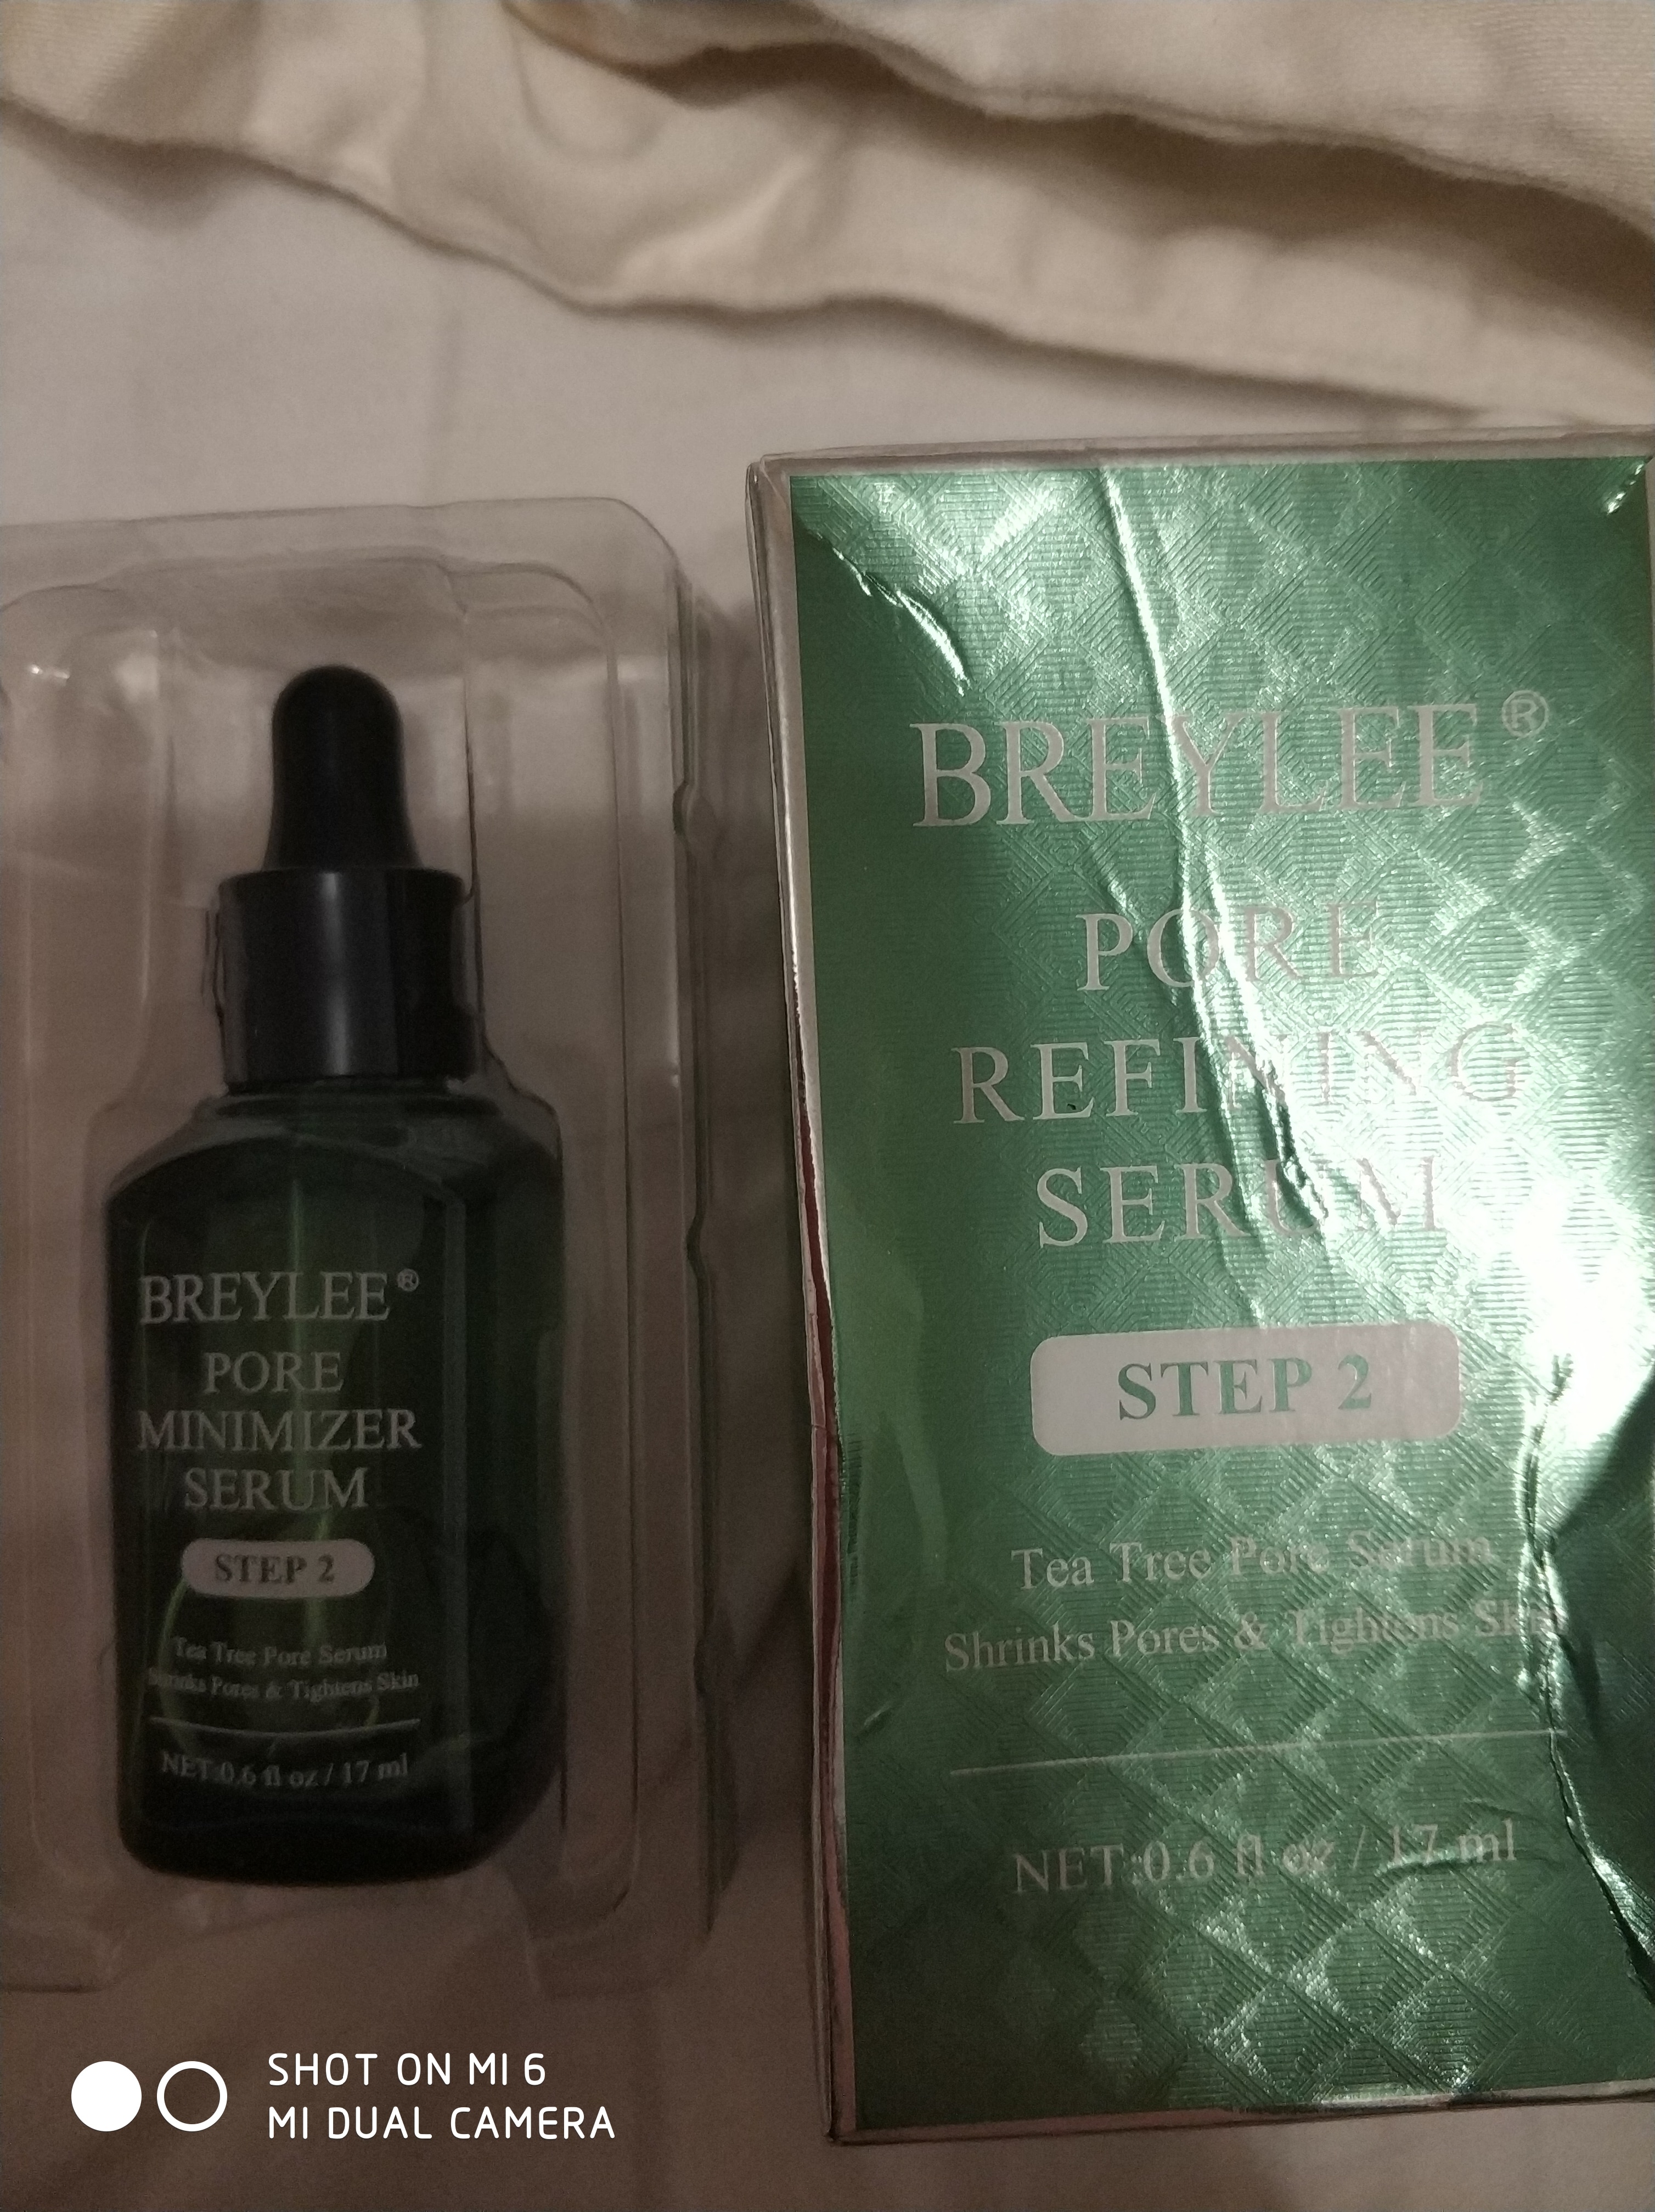 BREYLEE®
PORE
MINIMIZER
SERUM
STEP 2
Tea Tree Pore Serum
Shrinks Pores & Tightens Skin
NET:0.6 fl oz / 17 ml
BREYLEE®
PORE
REFINING
SERUM
STEP 2
Tea Tree Pore Serum
Shrinks Pores & Tightens Skin
NET:0.6 fl oz / 17 ml
SHOT ON MI 6
MI DUAL CAMERA